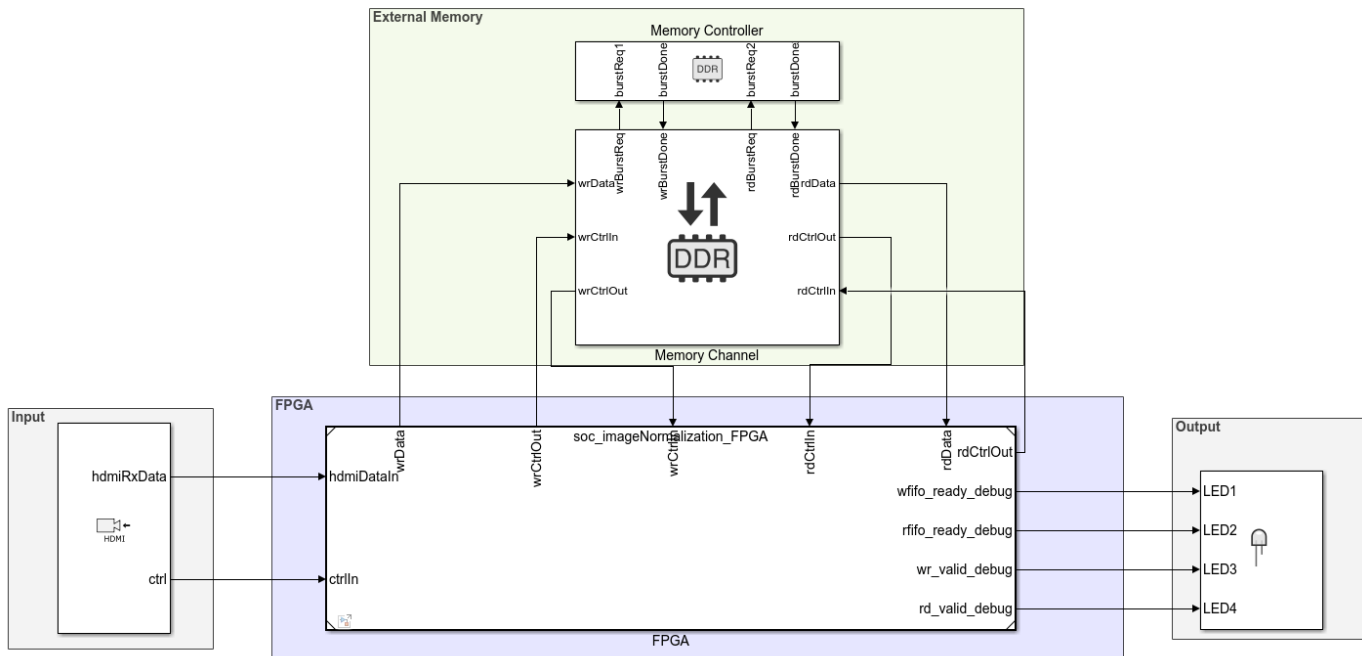 External Memory
Memory Controller
burstReq1
burstDone
DDR
burstReq2
burstDone
wrBurstReq
wrBurstDone
rdBurstReq
rdBurstDone
wrData
rdData
wrCtrlIn
DDR
rdCtrlOut
wrCtrlOut
rdCtrlIn
Memory Channel
Input
hdmiRxData
HDMI
ctrl
FPGA
soc_imageNormalization_FPGA
wrData
wrCtrlOut
wrCtrlIn
rdCtrlIn
rdData
rdCtrlOut
hdmiDataIn
wfifo_ready_debug
rfifo_ready_debug
wr_valid_debug
ctrlIn
rd_valid_debug
FPGA
Output
LED1
LED2
LED3
LED4